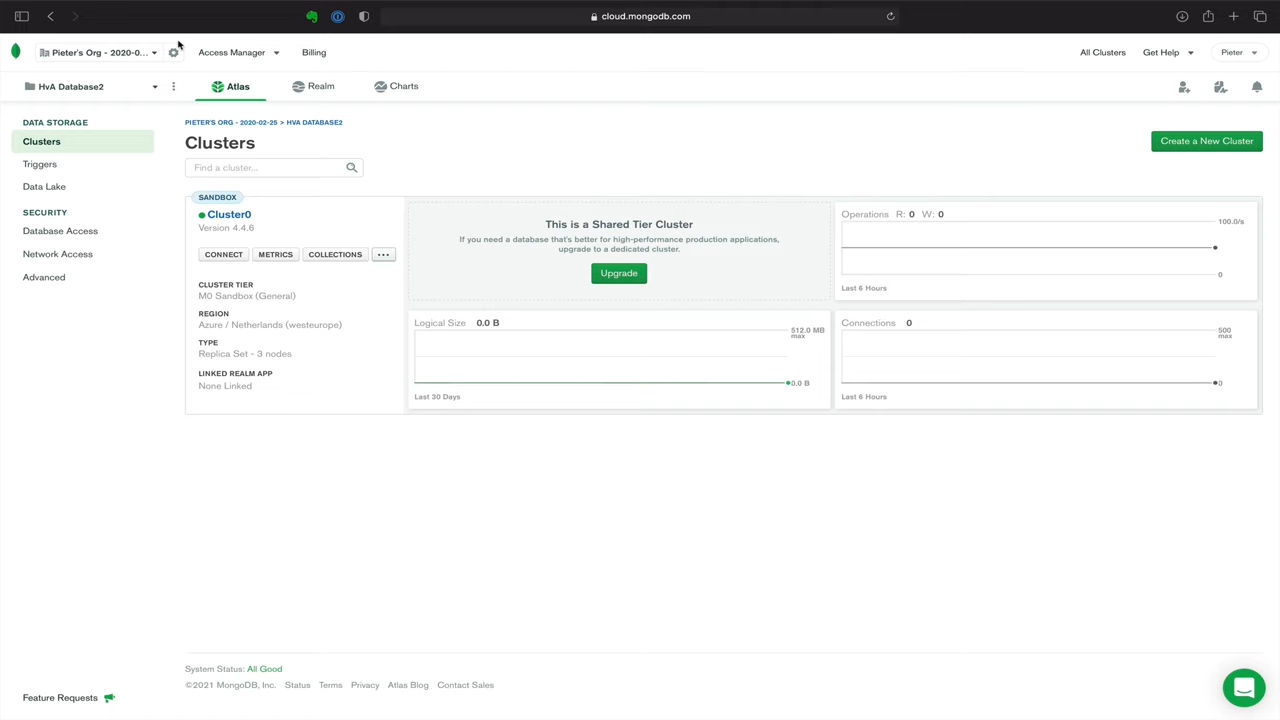 cloud.mongodb.com
Pieter's Org - 2020-0...
Access Manager
Billing
All Clusters
Get Help
Pieter
HvA Database2
Atlas
Realm
Charts
DATA STORAGE
Clusters
Triggers
Data Lake
SECURITY
Database Access
Network Access
Advanced
PIETER'S ORG - 2020-02-25 > HVA DATABASE2
Clusters
Create a New Cluster
Find a cluster...
SANDBOX
Cluster0
Version 4.4.6
CONNECT
METRICS
COLLECTIONS
...
CLUSTER TIER
M0 Sandbox (General)
REGION
Azure / Netherlands (westeurope)
TYPE
Replica Set - 3 nodes
LINKED REALM APP
None Linked
This is a Shared Tier Cluster
If you need a database that's better for high-performance production applications,
upgrade to a dedicated cluster.
Upgrade
Operations R: 0 W: 0
100.0/s
0
Last 6 Hours
Logical Size 0.0 B
512.0 MB
max
0.0 B
Last 30 Days
Connections 0
500
max
0
Last 6 Hours
System Status: All Good
©2021 MongoDB, Inc. Status Terms Privacy Atlas Blog Contact Sales
Feature Requests